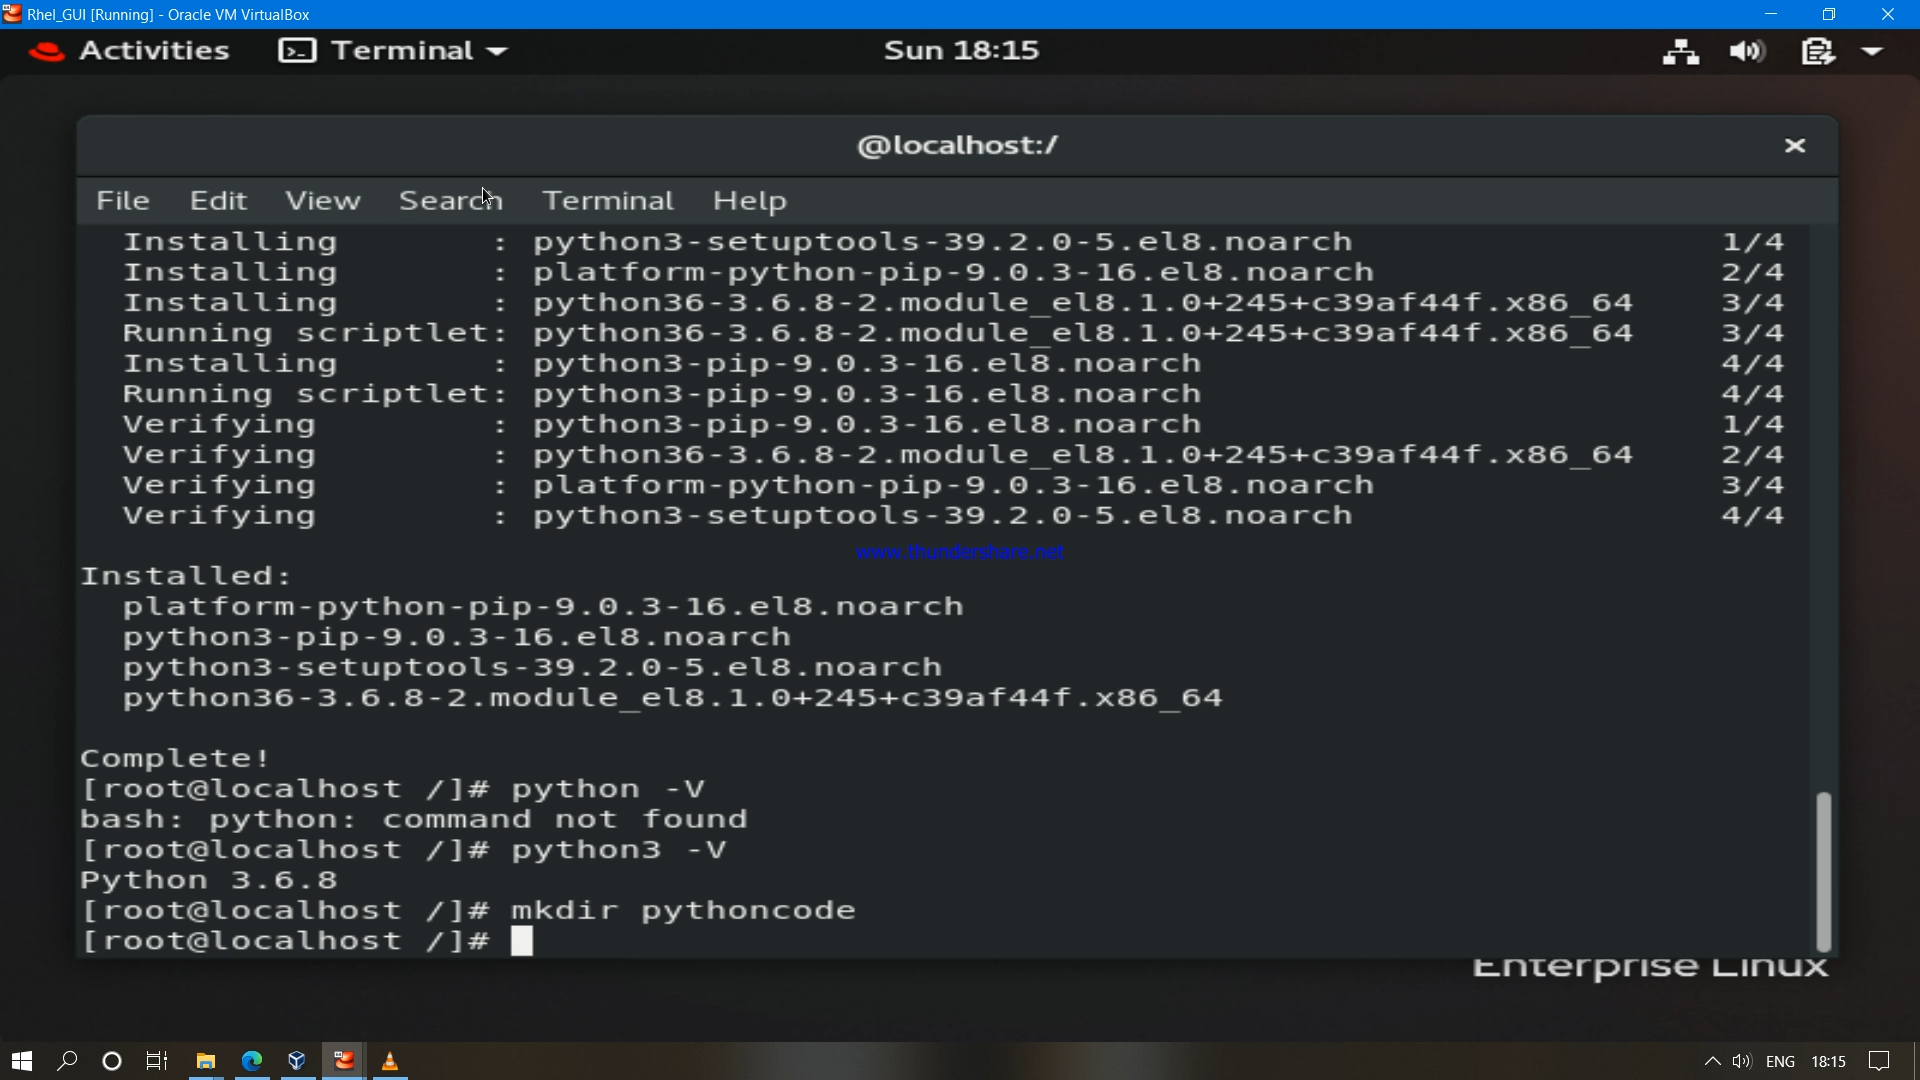 Rhel_GUI [Running] - Oracle VM VirtualBox
Activities Terminal Sun 18:15
@localhost:/
File Edit View Search Terminal Help
Installing : python3-setuptools-39.2.0-5.el8.noarch 1/4
Installing : platform-python-pip-9.0.3-16.el8.noarch 2/4
Installing : python36-3.6.8-2.module_el8.1.0+245+c39af44f.x86_64 3/4
Running scriptlet: python36-3.6.8-2.module_el8.1.0+245+c39af44f.x86_64 3/4
Installing : python3-pip-9.0.3-16.el8.noarch 4/4
Running scriptlet: python3-pip-9.0.3-16.el8.noarch 4/4
Verifying : python3-pip-9.0.3-16.el8.noarch 1/4
Verifying : python36-3.6.8-2.module_el8.1.0+245+c39af44f.x86_64 2/4
Verifying : platform-python-pip-9.0.3-16.el8.noarch 3/4
Verifying : python3-setuptools-39.2.0-5.el8.noarch 4/4
www.thundershare.net
Installed:
platform-python-pip-9.0.3-16.el8.noarch
python3-pip-9.0.3-16.el8.noarch
python3-setuptools-39.2.0-5.el8.noarch
python36-3.6.8-2.module_el8.1.0+245+c39af44f.x86_64
Complete!
[root@localhost /]# python -V
bash: python: command not found
[root@localhost /]# python3 -V
Python 3.6.8
[root@localhost /]# mkdir pythoncode
[root@localhost /]#
Enterprise Linux
ENG 18:15